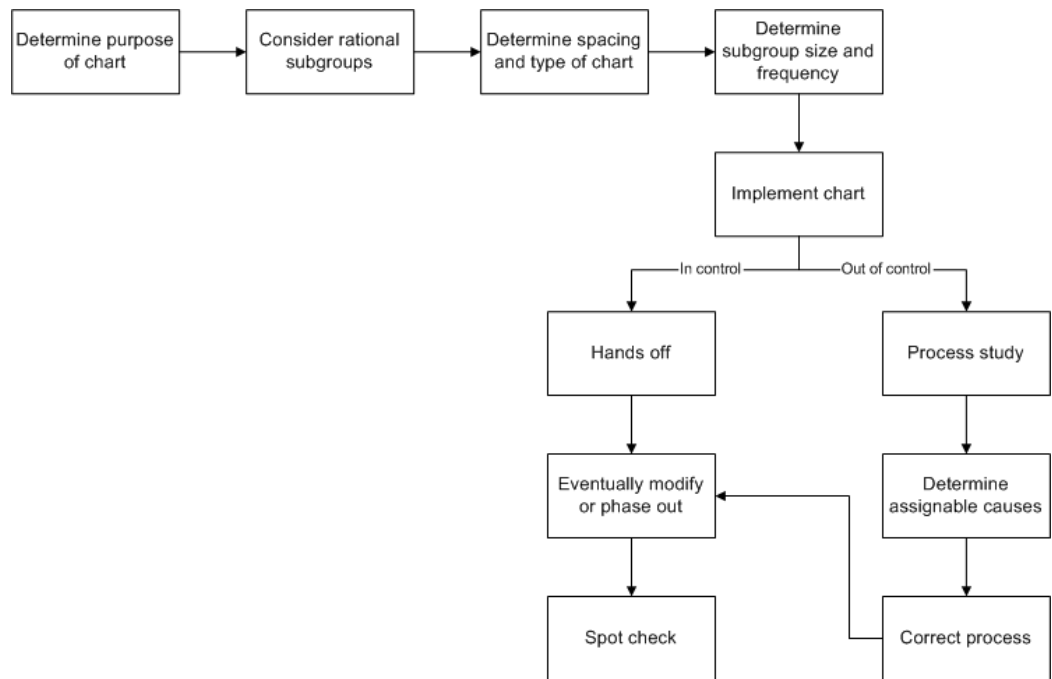 Determine purpose
of chart
Consider rational
subgroups
Determine spacing
and type of chart
Determine
subgroup size and
frequency
Implement chart
In control
Out of control
Hands off
Process study
Eventually modify
or phase out
Determine
assignable causes
Spot check
Correct process